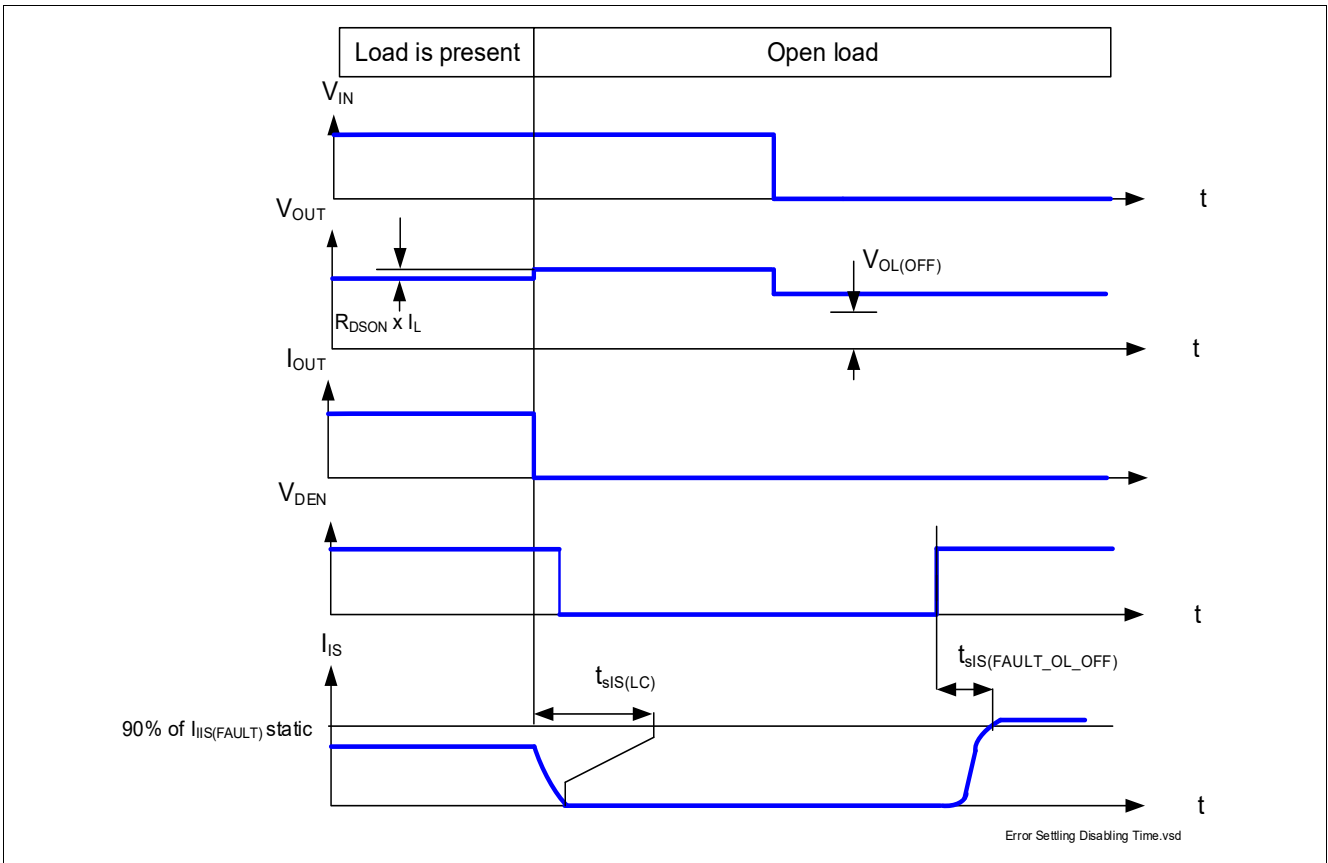 Load is present
Open load
VIN
t
VOUT
VOL(OFF)
RDSON x IL
t
IOUT
VDEN
t
IIS
tsIS(LC)
tsIS(FAULT_OL_OFF)
90% of IIIS(FAULT) static
t
Error Settling Disabling Time.vsd